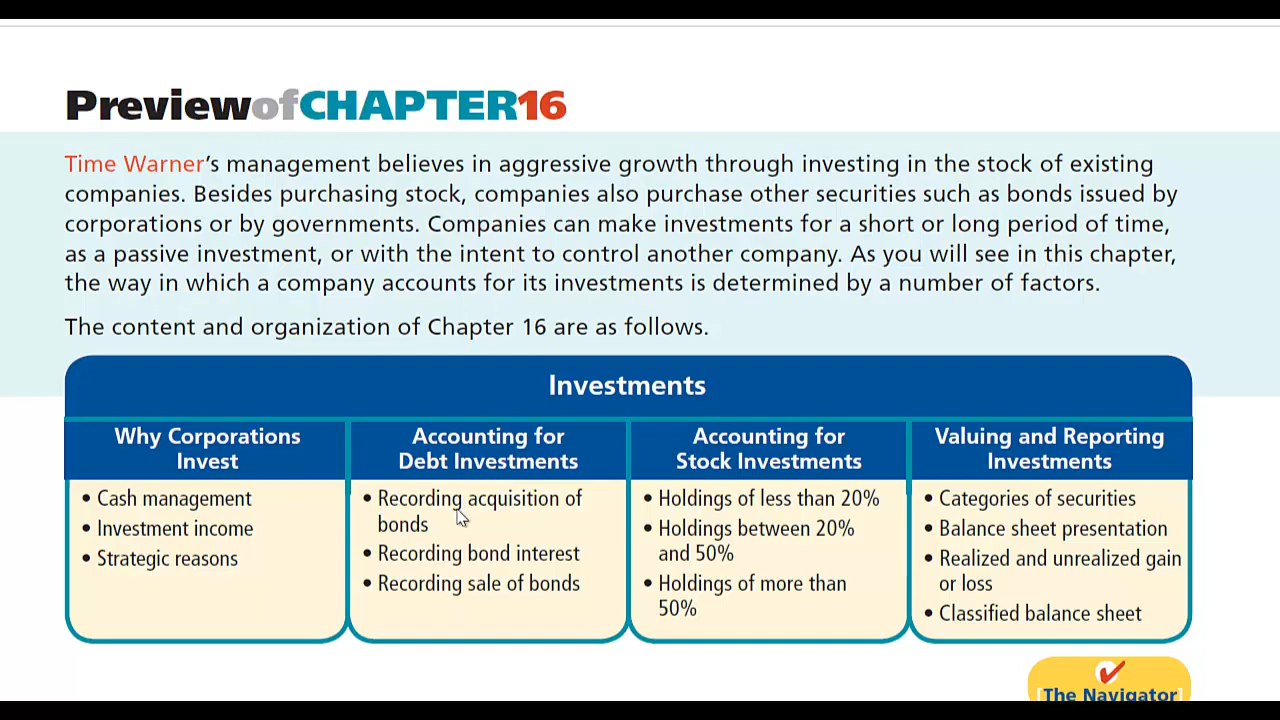 Preview of CHAPTER 16
Time Warner's management believes in aggressive growth through investing in the stock of existing
companies. Besides purchasing stock, companies also purchase other securities such as bonds issued by
corporations or by governments. Companies can make investments for a short or long period of time,
as a passive investment, or with the intent to control another company. As you will see in this chapter,
the way in which a company accounts for its investments is determined by a number of factors.
The content and organization of Chapter 16 are as follows.
Investments
Why Corporations
Invest
• Cash management
• Investment income
• Strategic reasons
Accounting for
Debt Investments
• Recording acquisition of
bonds
• Recording bond interest
• Recording sale of bonds
Accounting for
Stock Investments
• Holdings of less than 20%
• Holdings between 20%
and 50%
• Holdings of more than
50%
Valuing and Reporting
Investments
• Categories of securities
• Balance sheet presentation
• Realized and unrealized gain
or loss
• Classified balance sheet
[The Navigator]